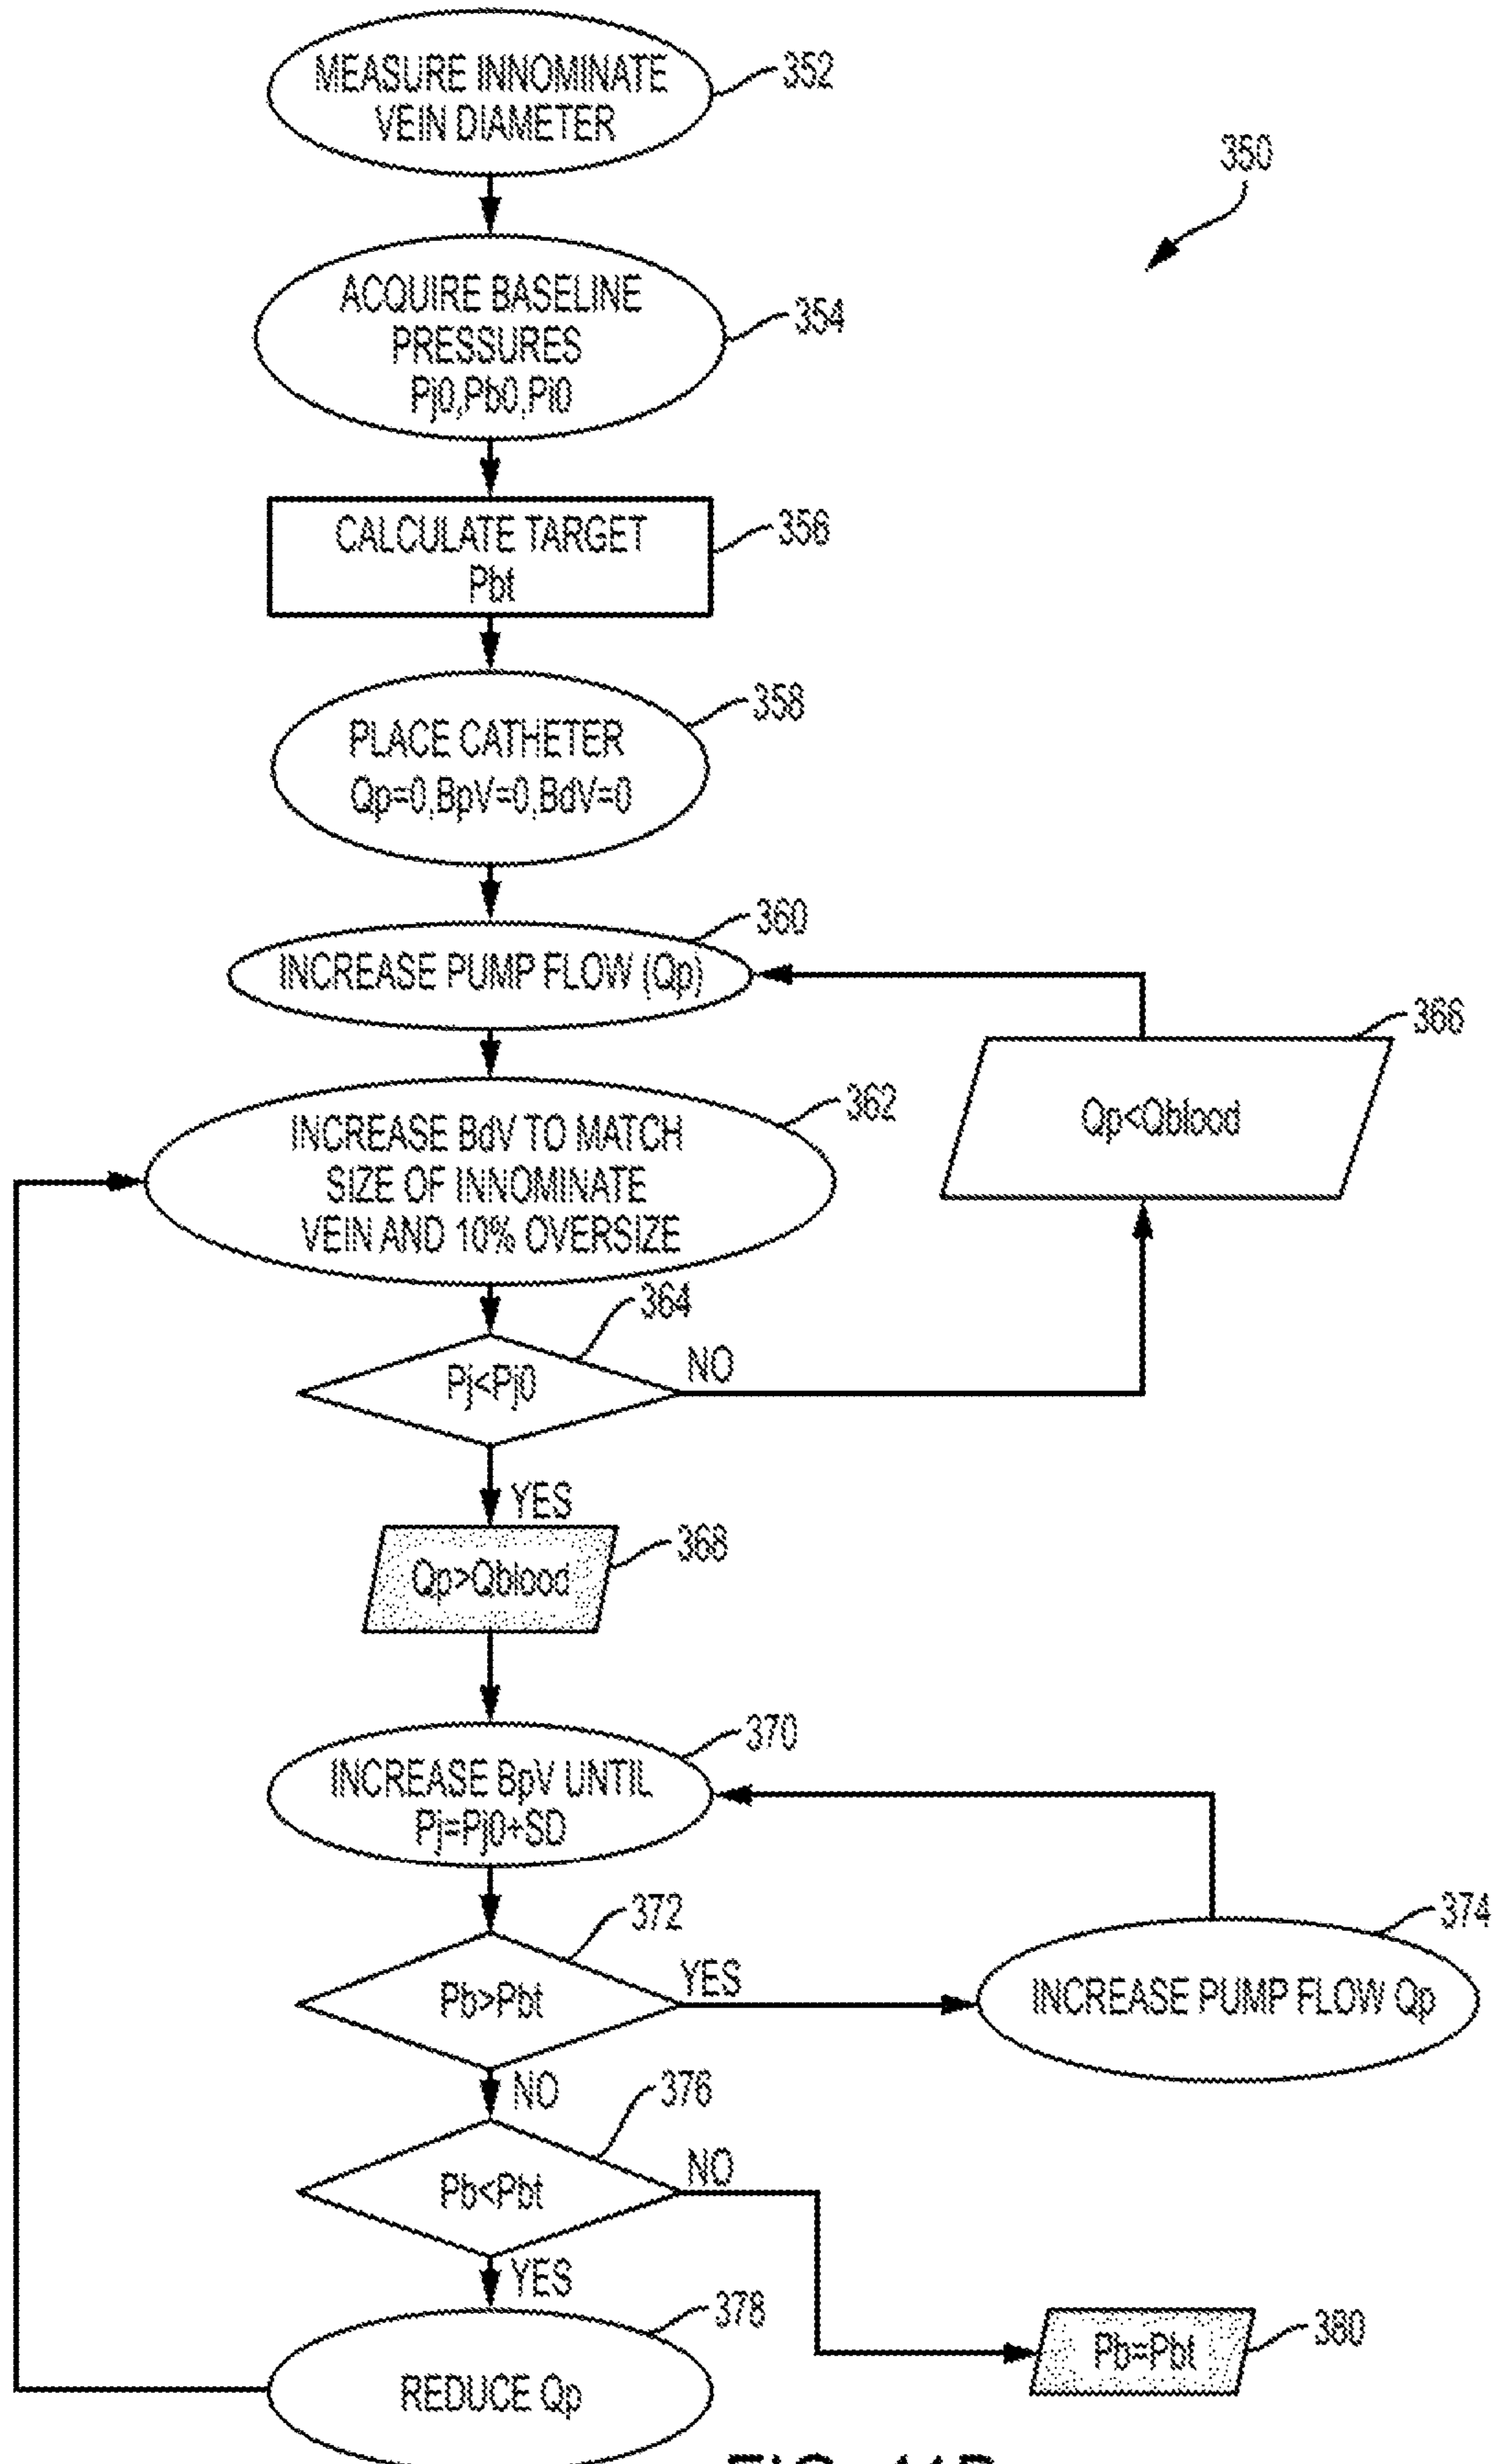 MEASURE INNOMINATE
VEIN DIAMETER
352
350
ACQUIRE BASELINE
PRESSURES
Pj0,Pb0,Pi0
354
CALCULATE TARGET
Pbt
356
PLACE CATHETER
Qp=0,BpV=0,BdV=0
358
INCREASE PUMP FLOW (Qp)
360
Qp<Qblood
366
INCREASE BdV TO MATCH
SIZE OF INNOMINATE
VEIN AND 10% OVERSIZE
362
Pj<Pj0
364
NO
YES
Qp>Qblood
368
INCREASE BpV UNTIL
Pj=Pj0+SD
370
Pb>Pbt
372
YES
INCREASE PUMP FLOW Qp
374
NO
Pb<Pbt
376
NO
YES
REDUCE Qp
378
Pb=Pbt
380